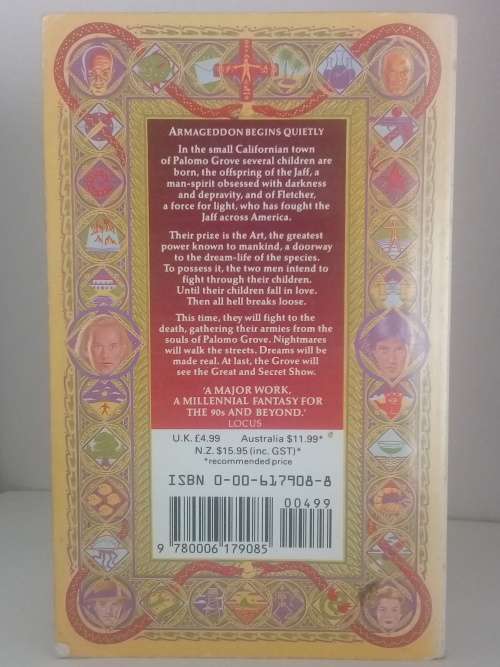 ARMAGEDDON BEGINS QUIETLY
In the small Californian town
of Palomo Grove several children are
born, the offspring of the Jaff, a
man-spirit obsessed with darkness
and depravity, and of Fletcher,
a force for light, who has fought the
Jaff across America.
Their prize is the Art, the greatest
power known to mankind, a doorway
to the dream-life of the species.
To possess it, the two men intend to
fight through their children.
Until their children fall in love.
Then all hell breaks loose.
This time, they will fight to the
death, gathering their armies from the
souls of Palomo Grove. Nightmares
will walk the streets. Dreams will be
made real. At last, the Grove will
see the Great and Secret Show.
'A MAJOR WORK,
A MILLENNIAL FANTASY FOR
THE 90s AND BEYOND.'
LOCUS
U.K. £4.99 Australia $11.99*
N.Z. $15.95 (inc. GST)*
*recommended price
ISBN 0-00-617908-8
00499
9 780006 179085